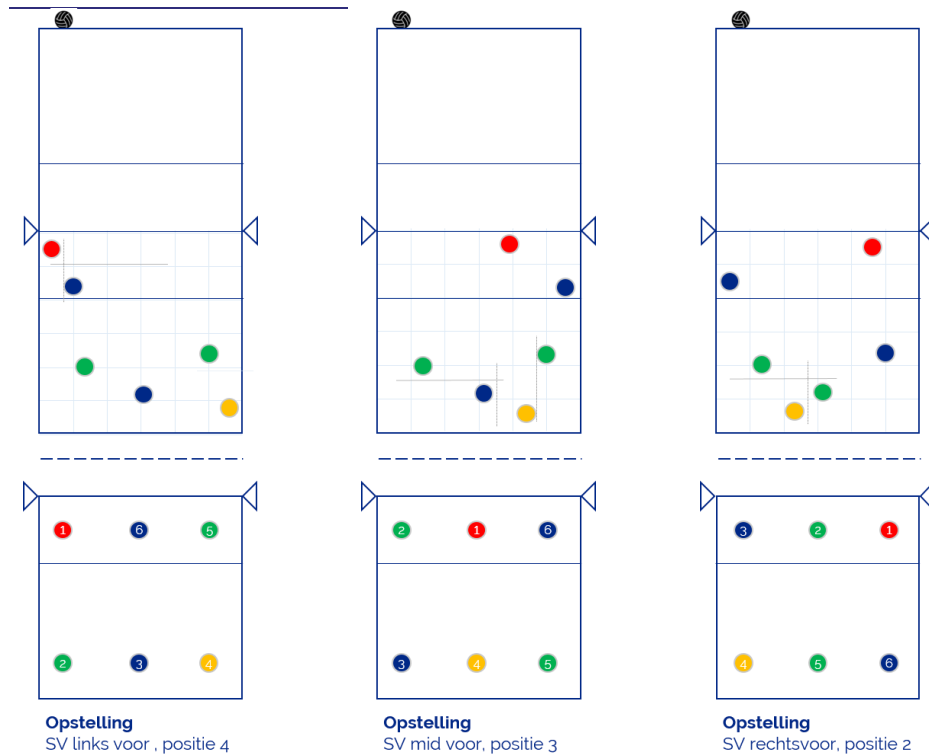 1 6 5
2 1 6
3 2 1
2 3 4
3 4 5
4 5 6
Opstelling
SV links voor , positie 4
Opstelling
SV mid voor, positie 3
Opstelling
SV rechtsvoor, positie 2